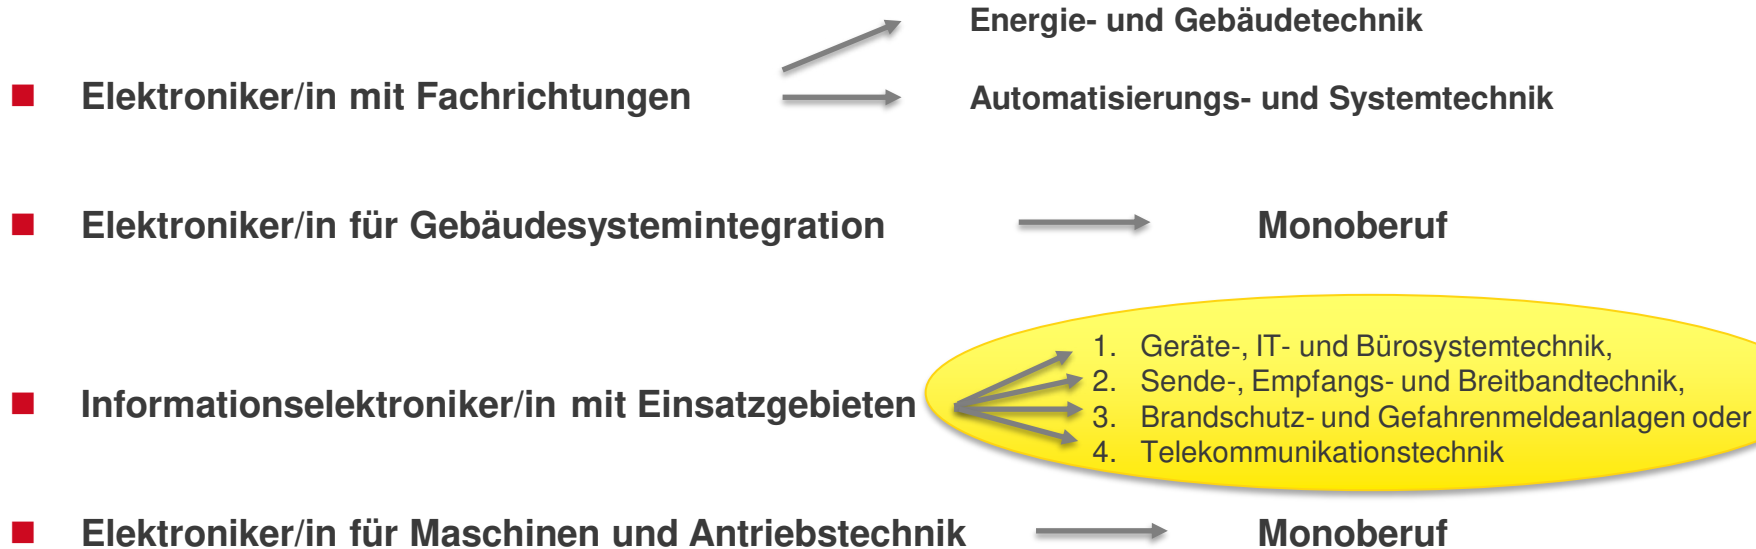 Energie- und Gebäudetechnik
Elektroniker/in mit Fachrichtungen
Automatisierungs- und Systemtechnik
Elektroniker/in für Gebäudesystemintegration
Monoberuf
Informationselektroniker/in mit Einsatzgebieten
1. Geräte-, IT- und Bürosystemtechnik,
2. Sende-, Empfangs- und Breitbandtechnik,
3. Brandschutz- und Gefahrenmeldeanlagen oder
4. Telekommunikationstechnik
Elektroniker/in für Maschinen und Antriebstechnik
Monoberuf